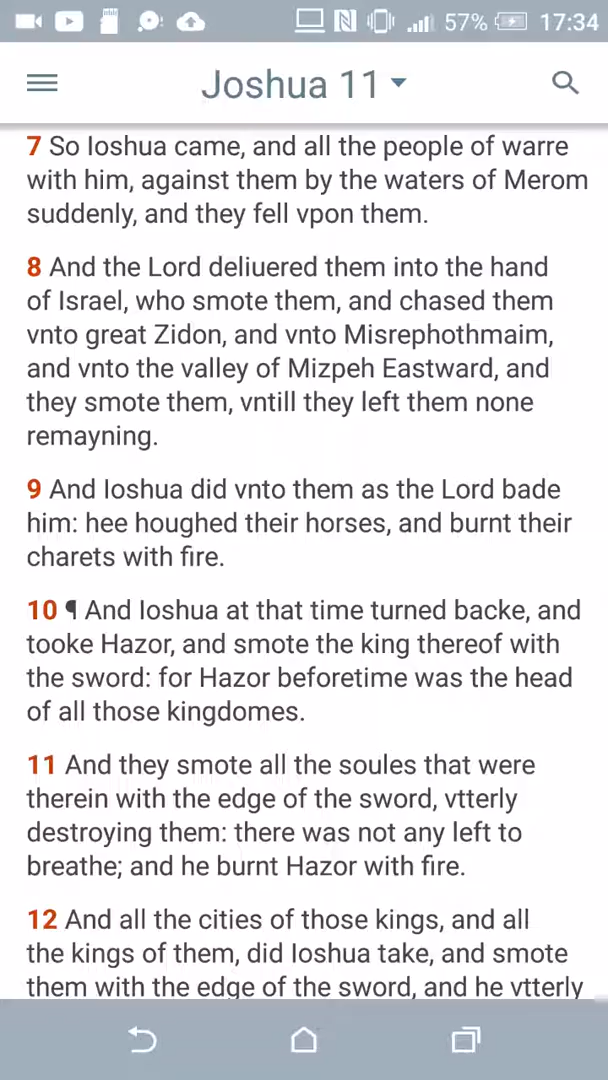 57% 17:34
Joshua 11
7 So Ioshua came, and all the people of warre
with him, against them by the waters of Merom
suddenly, and they fell vpon them.
8 And the Lord deliuered them into the hand
of Israel, who smote them, and chased them
vnto great Zidon, and vnto Misrephothmaim,
and vnto the valley of Mizpeh Eastward, and
they smote them, vntill they left them none
remayning.
9 And Ioshua did vnto them as the Lord bade
him: hee houghed their horses, and burnt their
charets with fire.
10 ¶ And Ioshua at that time turned backe, and
tooke Hazor, and smote the king thereof with
the sword: for Hazor beforetime was the head
of all those kingdomes.
11 And they smote all the soules that were
therein with the edge of the sword, vtterly
destroying them: there was not any left to
breathe; and he burnt Hazor with fire.
12 And all the cities of those kings, and all
the kings of them, did Ioshua take, and smote
them with the edge of the sword, and he vtterly